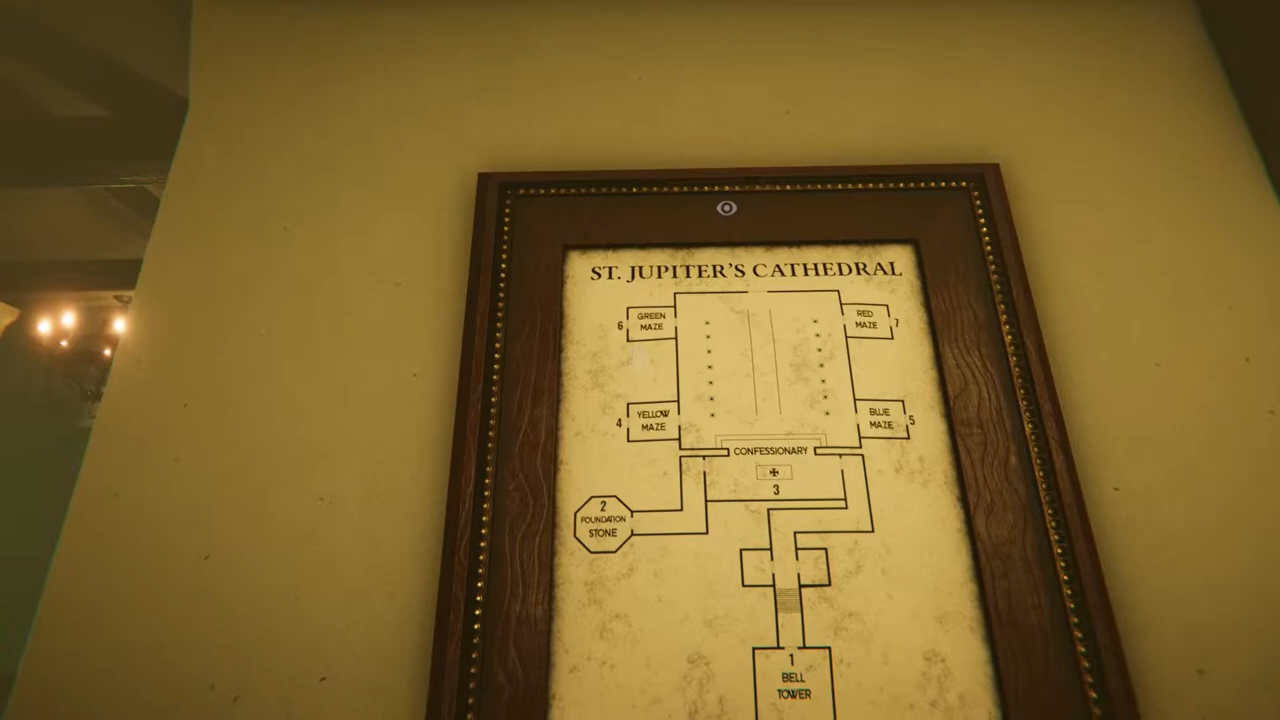 ST. JUPITER'S CATHEDRAL
6
GREEN
MAZE
RED
MAZE
7
4
YELLOW
MAZE
BLUE
MAZE
5
CONFESSIONARY
3
2
FOUNDATION
STONE
1
BELL
TOWER